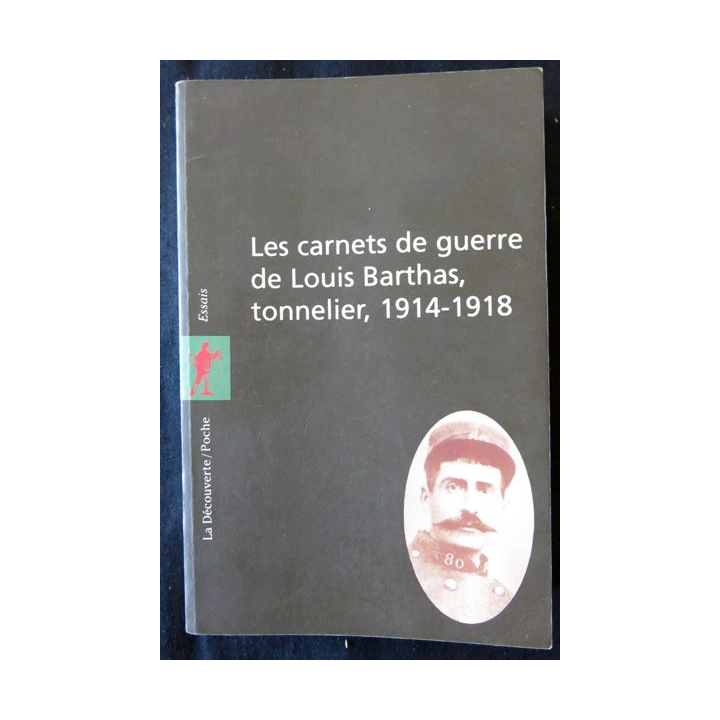 Les carnets de guerre
de Louis Barthas,
tonnelier, 1914-1918
Essais
La Découverte/Poche
80